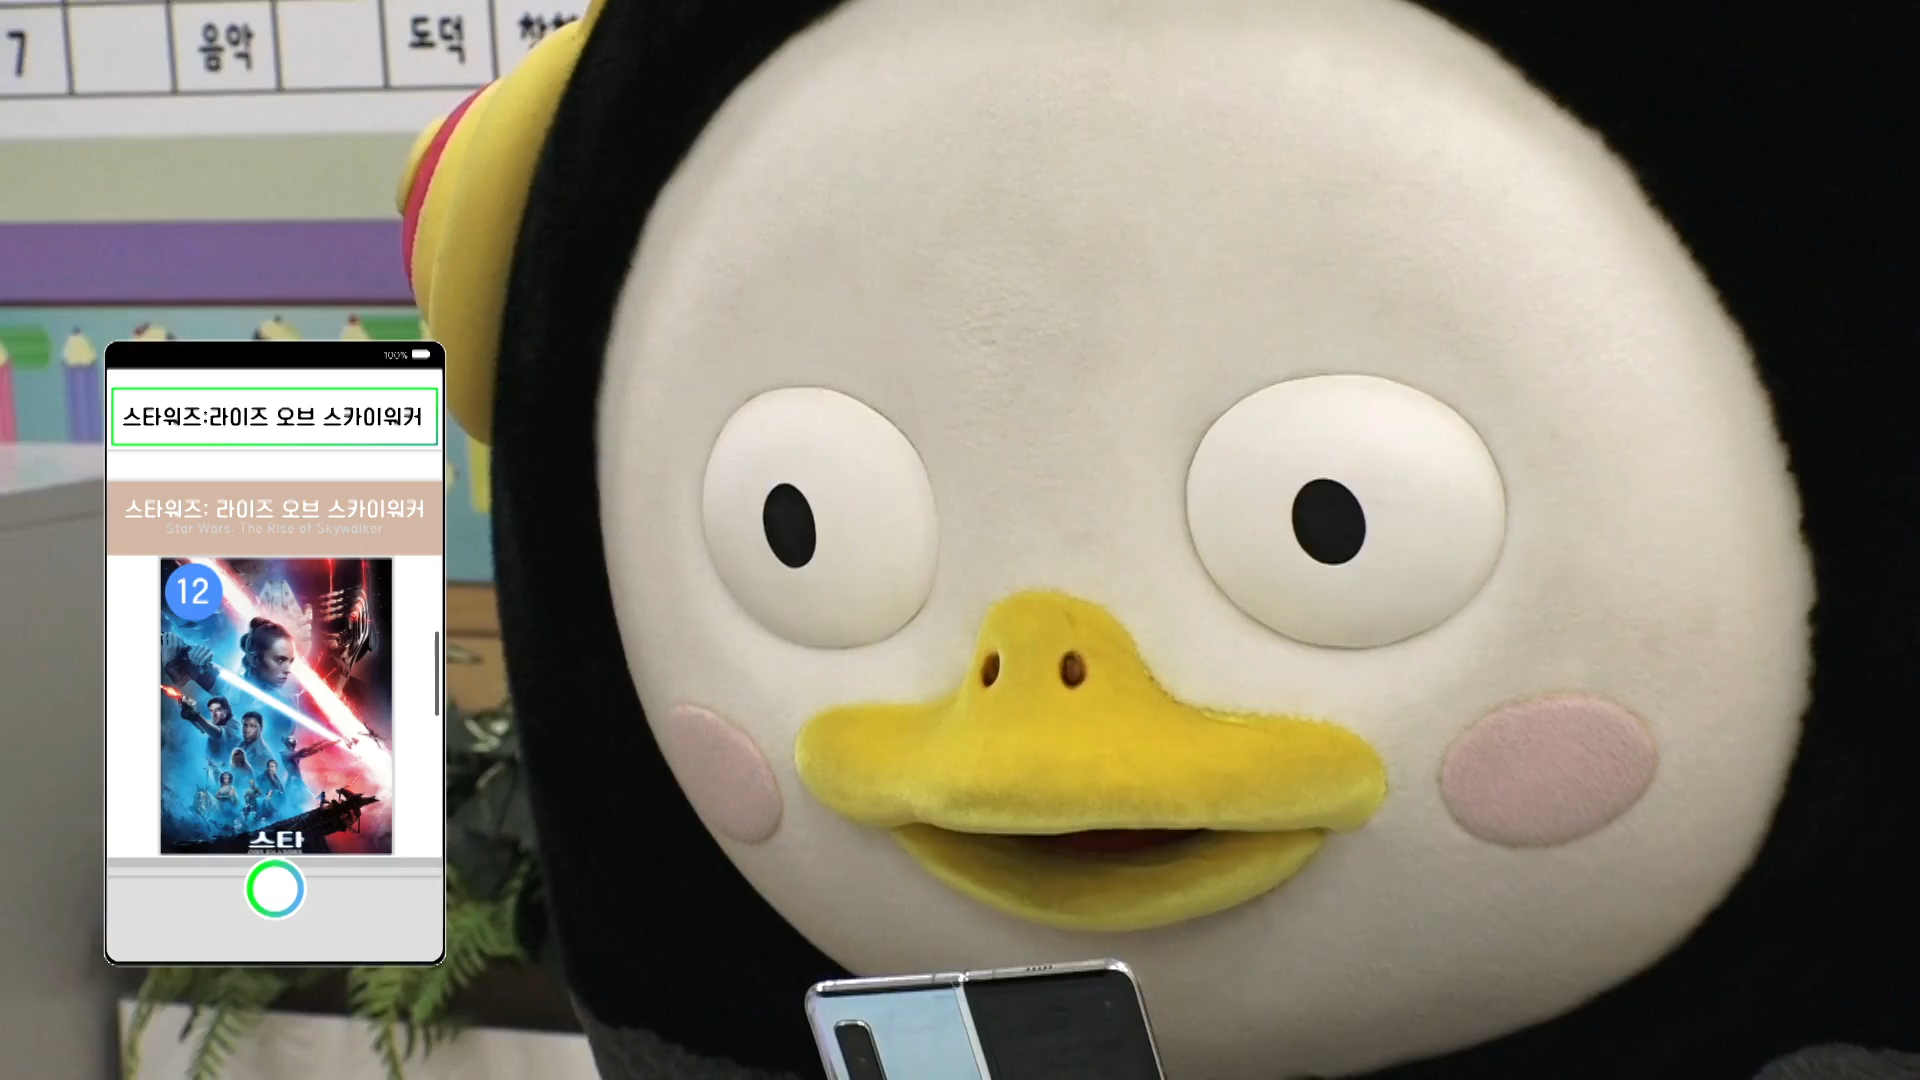 7 음악 도덕
100%
스타워즈:라이즈 오브 스카이워커
스타워즈: 라이즈 오브 스카이워커
Star Wars: The Rise of Skywalker
12
스타